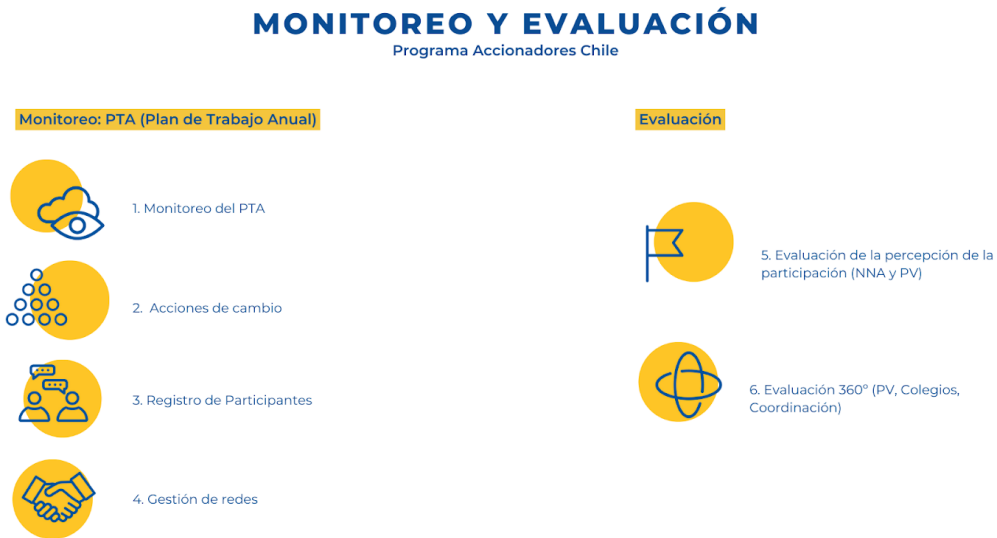 MONITOREO Y EVALUACIÓN
Programa Accionadores Chile
Monitoreo: PTA (Plan de Trabajo Anual)
1. Monitoreo del PTA
2. Acciones de cambio
3. Registro de Participantes
4. Gestión de redes
Evaluación
5. Evaluación de la percepción de la
participación (NNA y PV)
6. Evaluación 360º (PV, Colegios,
Coordinación)